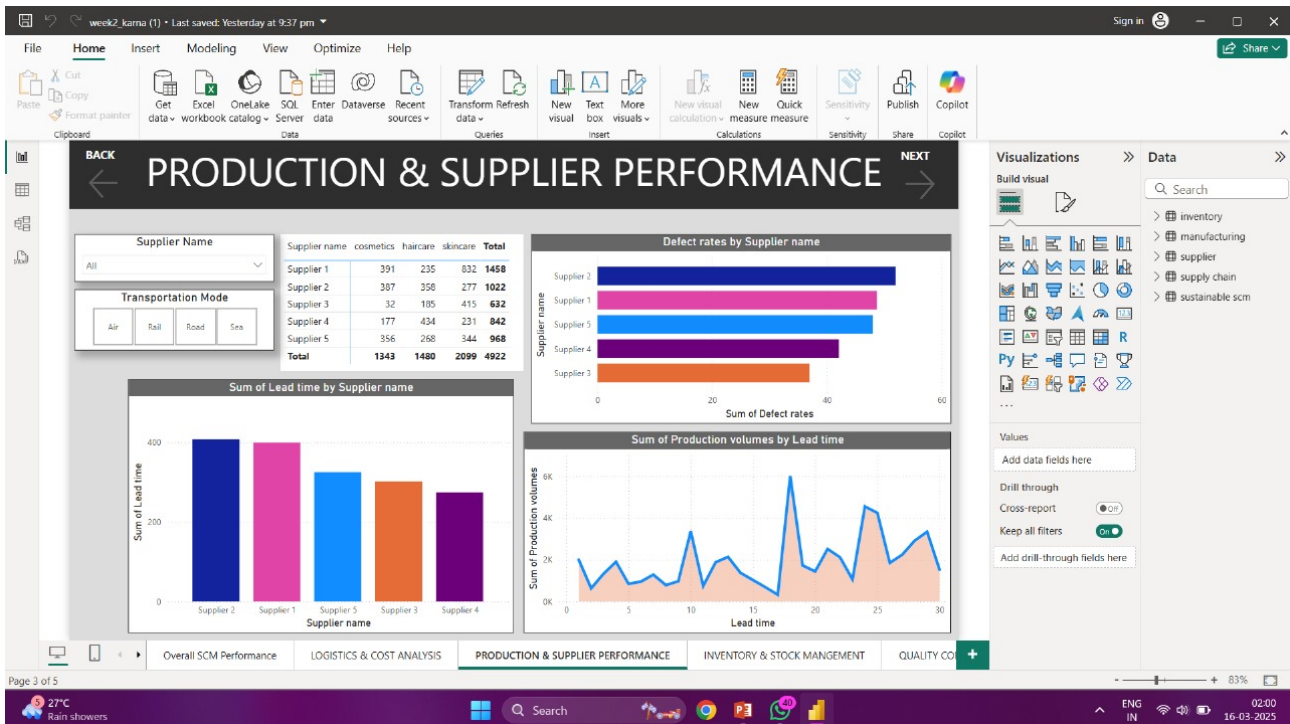 week2_karna (1) • Last saved: Yesterday at 9:37 pm
Sign in
File Home Insert Modeling View Optimize Help
Share
Paste
Cut
Copy
Format painter
Clipboard
Get data
Excel workbook
OneLake catalog
SQL Server
Enter data
Dataverse
Recent sources
Data
Transform data
Refresh
Queries
New visual
Text box
More visuals
Insert
New visual calculation
New measure
Quick measure
Calculations
Sensitivity
Sensitivity
Publish
Share
Copilot
Copilot
BACK
PRODUCTION & SUPPLIER PERFORMANCE
NEXT
Supplier Name
All
Transportation Mode
Air Rail Road Sea
Supplier name cosmetics haircare skincare Total
Supplier 1 391 235 832 1458
Supplier 2 387 358 277 1022
Supplier 3 32 185 415 632
Supplier 4 177 434 231 842
Supplier 5 356 268 344 968
Total 1343 1480 2099 4922
Defect rates by Supplier name
Supplier name
Supplier 2
Supplier 1
Supplier 5
Supplier 4
Supplier 3
0 20 40 60
Sum of Defect rates
Sum of Lead time by Supplier name
Sum of Lead time
400
200
0
Supplier 2 Supplier 1 Supplier 5 Supplier 3 Supplier 4
Supplier name
Sum of Production volumes by Lead time
Sum of Production volumes
6K
4K
2K
0K
0 5 10 15 20 25 30
Lead time
Visualizations
Build visual
R
Py
123
...
Values
Add data fields here
Drill through
Cross-report
Off
Keep all filters
On
Add drill-through fields here
Data
Search
inventory
manufacturing
supplier
supply chain
sustainable scm
Overall SCM Performance
LOGISTICS & COST ANALYSIS
PRODUCTION & SUPPLIER PERFORMANCE
INVENTORY & STOCK MANGEMENT
QUALITY CO
+
Page 3 of 5
- + 83%
5
27°C
Rain showers
Search
40
ENG
IN
02:00
16-03-2025